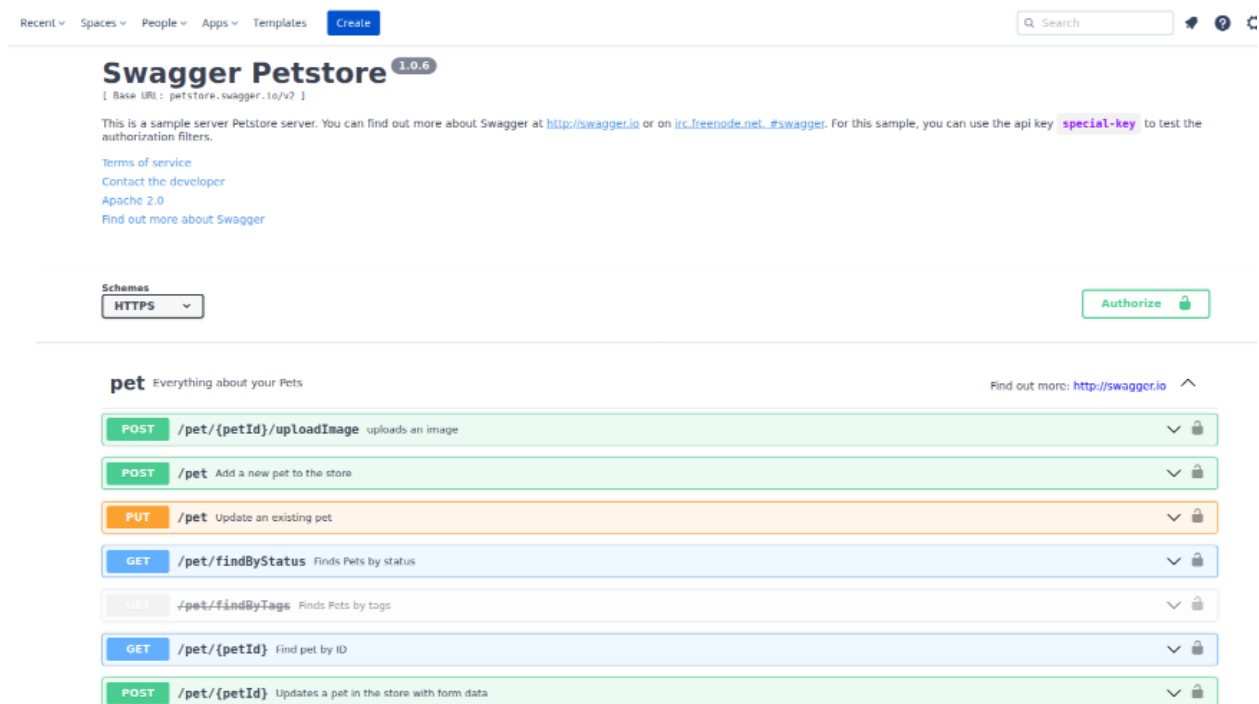 Recent Spaces People Apps Templates Create Search
Swagger Petstore 1.0.6
[ Base URL: petstore.swagger.io/v2 ]
This is a sample server Petstore server. You can find out more about Swagger at http://swagger.io or on irc.freenode.net, #swagger. For this sample, you can use the api key special-key to test the
authorization filters.
Terms of service
Contact the developer
Apache 2.0
Find out more about Swagger
Schemes
HTTPS
Authorize
pet Everything about your Pets Find out more: http://swagger.io
POST /pet/{petId}/uploadImage uploads an image
POST /pet Add a new pet to the store
PUT /pet Update an existing pet
GET /pet/findByStatus Finds Pets by status
GET /pet/findByTags Finds Pets by tags
GET /pet/{petId} Find pet by ID
POST /pet/{petId} Updates a pet in the store with form data